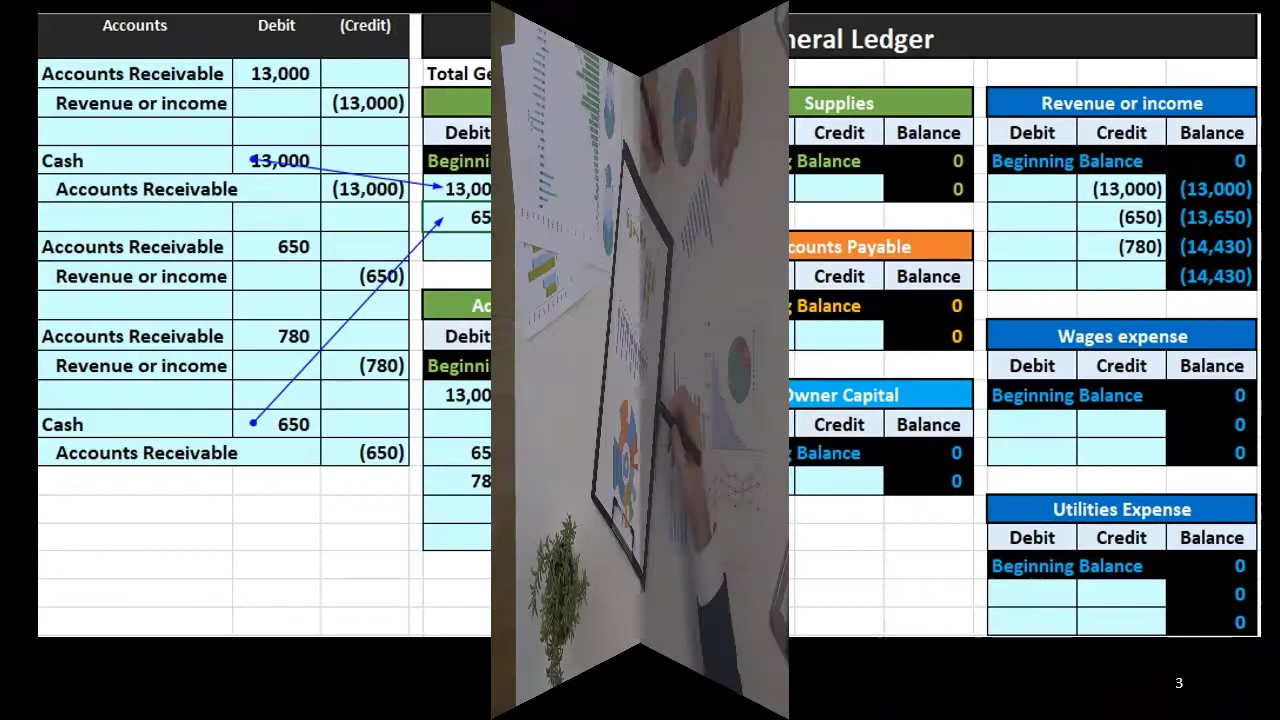 Accounts Debit (Credit)
Accounts Receivable 13,000
Revenue or income (13,000)
Cash 13,000
Accounts Receivable (13,000)
Accounts Receivable 650
Revenue or income (650)
Accounts Receivable 780
Revenue or income (780)
Cash 650
Accounts Receivable (650)
neral Ledger
Total Ge
Debit
Beginni
13,00
65
Ac
Debit
Beginni
13,00
65
78
Supplies
Credit Balance
g Balance 0
0
counts Payable
Credit Balance
g Balance 0
0
Owner Capital
Credit Balance
g Balance 0
0
Revenue or income
Debit Credit Balance
Beginning Balance 0
(13,000) (13,000)
(650) (13,650)
(780) (14,430)
(14,430)
Wages expense
Debit Credit Balance
Beginning Balance 0
0
0
Utilities Expense
Debit Credit Balance
Beginning Balance 0
0
0
3